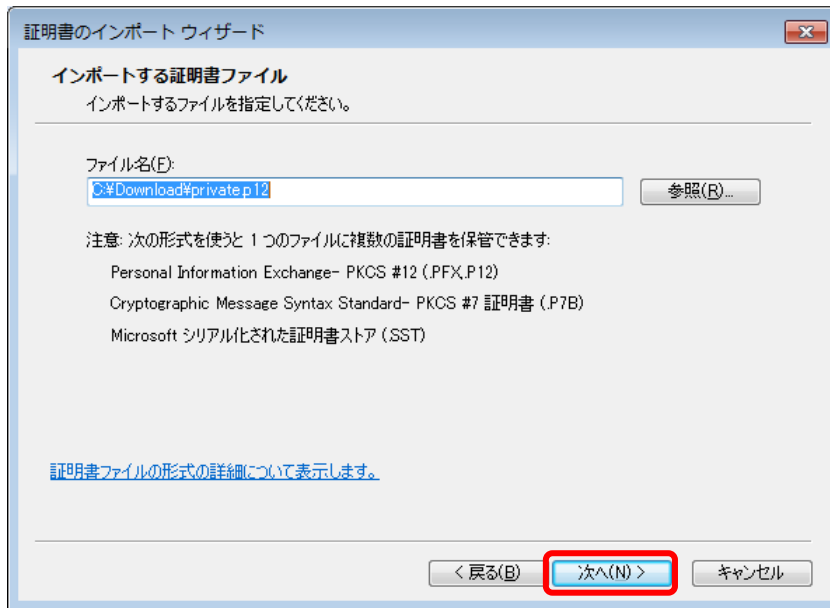 証明書のインポート ウィザード
インポートする証明書ファイル
インポートするファイルを指定してください。
ファイル名(F):
C:¥Download¥private.p12
参照(R)...
注意: 次の形式を使うと 1 つのファイルに複数の証明書を保管できます:
Personal Information Exchange- PKCS #12 (.PFX,.P12)
Cryptographic Message Syntax Standard- PKCS #7 証明書 (.P7B)
Microsoft シリアル化された証明書ストア (.SST)
証明書ファイルの形式の詳細について表示します。
< 戻る(B)
次へ(N) >
キャンセル